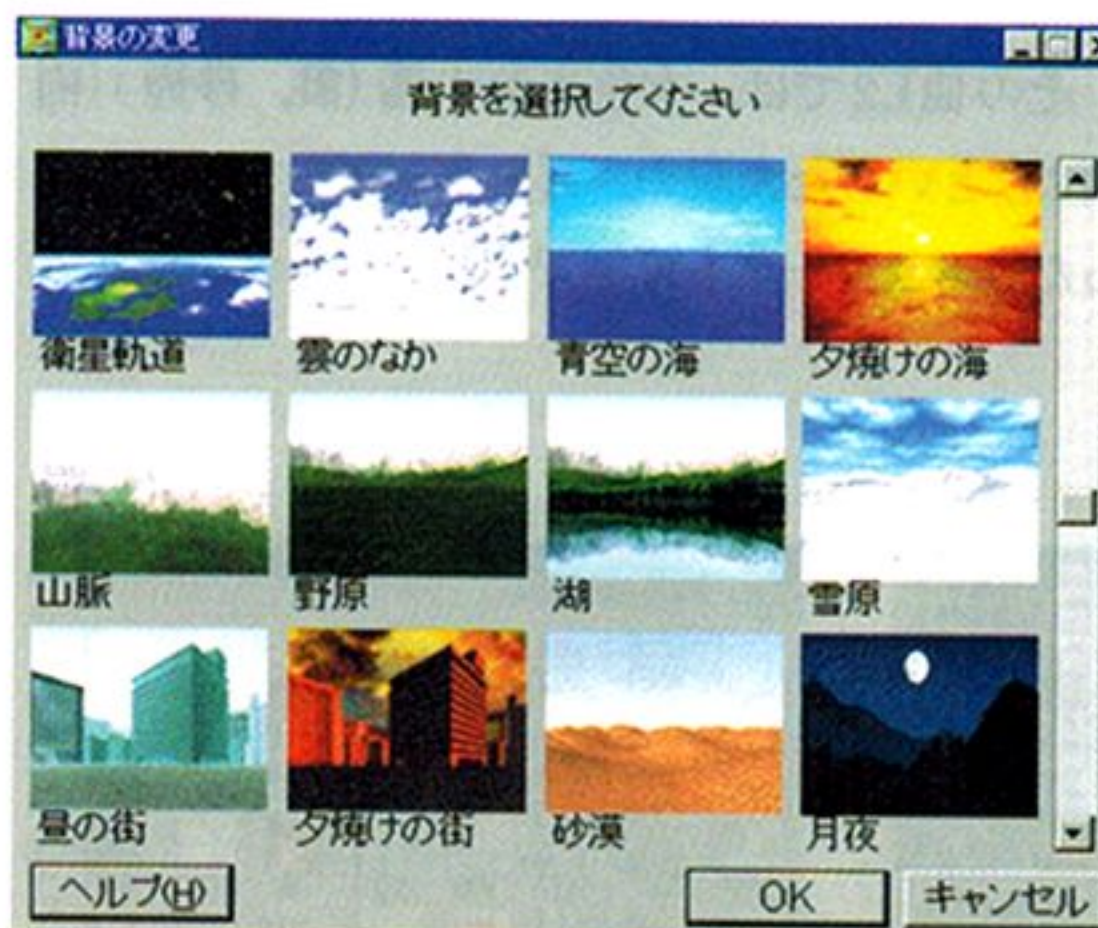 背景の変更
背景を選択してください
衛星軌道 雲のなか 青空の海 夕焼けの海
山脈 野原 湖 雪原
昼の街 夕焼けの街 砂漠 月夜
ヘルプ(H) OK キャンセル